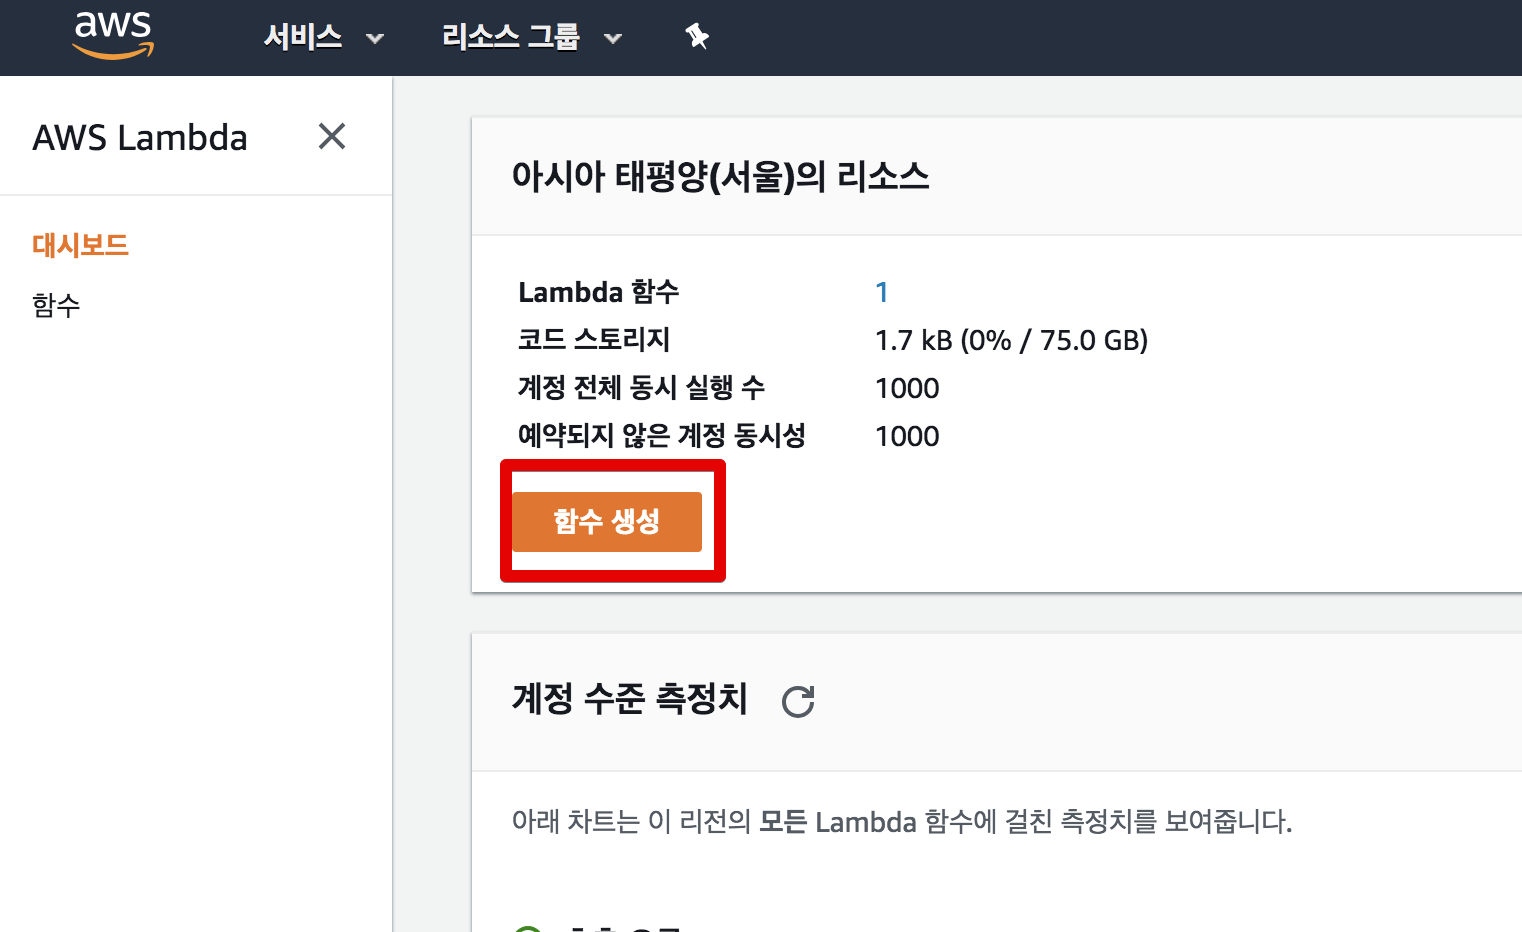 aws 서비스 리소스 그룹
AWS Lambda
대시보드
함수
아시아 태평양(서울)의 리소스
Lambda 함수 1
코드 스토리지 1.7 kB (0% / 75.0 GB)
계정 전체 동시 실행 수 1000
예약되지 않은 계정 동시성 1000
함수 생성
계정 수준 측정치
아래 차트는 이 리전의 모든 Lambda 함수에 걸친 측정치를 보여줍니다.